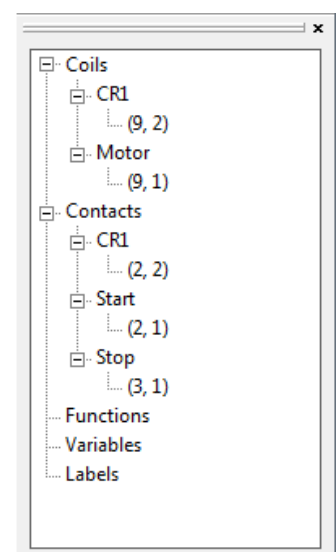 Coils
CR1
(9, 2)
Motor
(9, 1)
Contacts
CR1
(2, 2)
Start
(2, 1)
Stop
(3, 1)
Functions
Variables
Labels